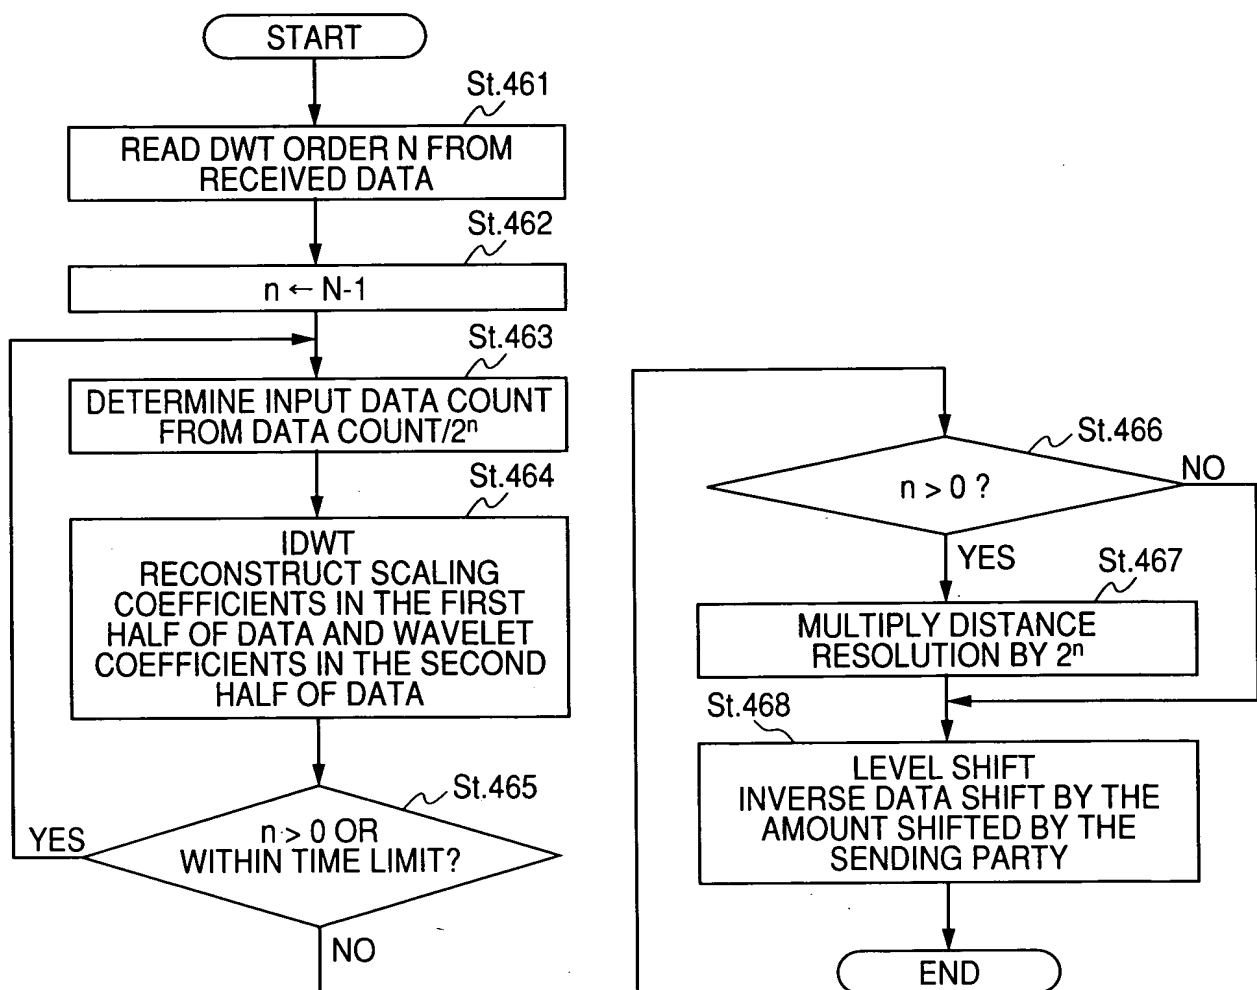 START
St.461
READ DWT ORDER N FROM
RECEIVED DATA
St.462
n ← N-1
St.463
DETERMINE INPUT DATA COUNT
FROM DATA COUNT/2ⁿ
St.464
IDWT
RECONSTRUCT SCALING
COEFFICIENTS IN THE FIRST
HALF OF DATA AND WAVELET
COEFFICIENTS IN THE SECOND
HALF OF DATA
St.465
n > 0 OR
WITHIN TIME LIMIT?
YES
NO
St.466
n > 0 ?
NO
YES
St.467
MULTIPLY DISTANCE
RESOLUTION BY 2ⁿ
St.468
LEVEL SHIFT
INVERSE DATA SHIFT BY THE
AMOUNT SHIFTED BY THE
SENDING PARTY
END